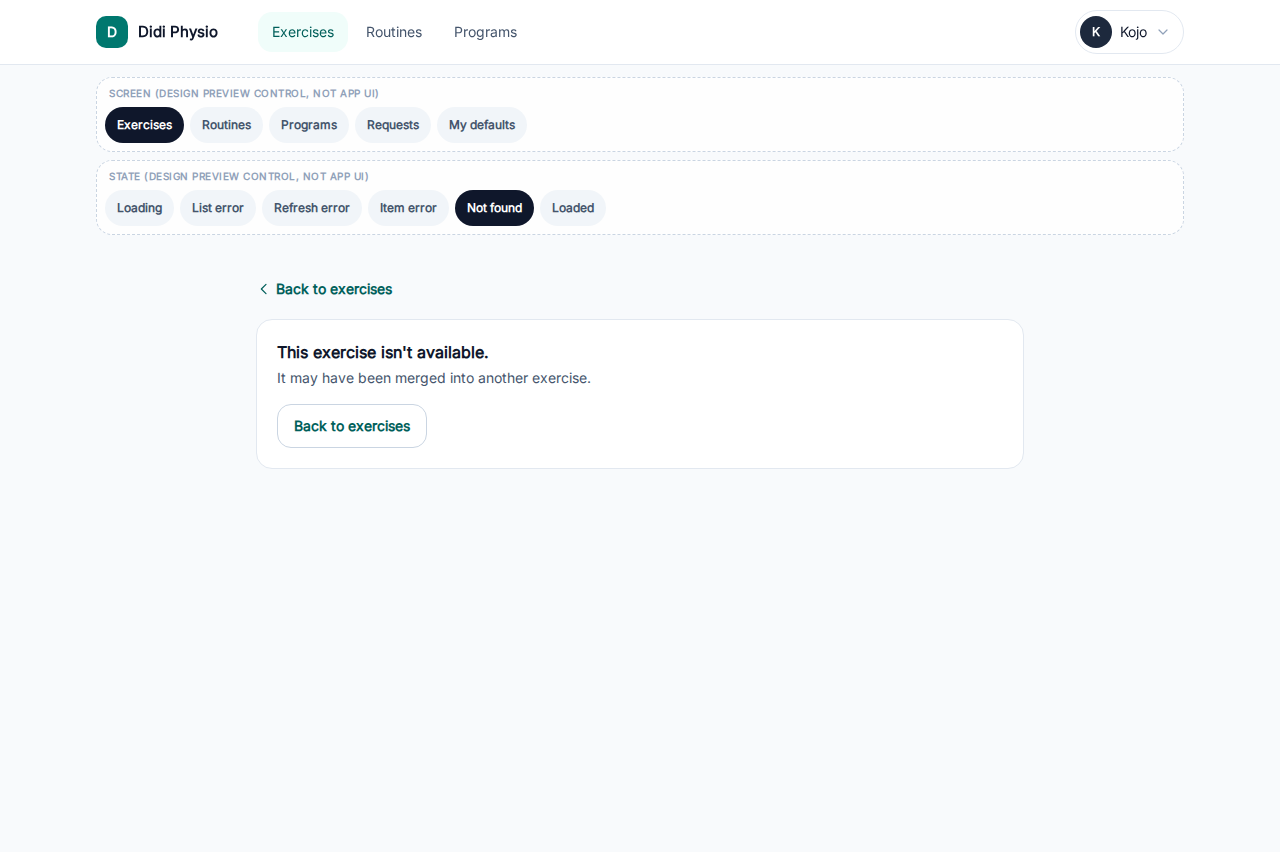 D Didi Physio Exercises Routines Programs K Kojo
SCREEN (DESIGN PREVIEW CONTROL, NOT APP UI)
Exercises Routines Programs Requests My defaults
STATE (DESIGN PREVIEW CONTROL, NOT APP UI)
Loading List error Refresh error Item error Not found Loaded
Back to exercises
This exercise isn't available.
It may have been merged into another exercise.
Back to exercises